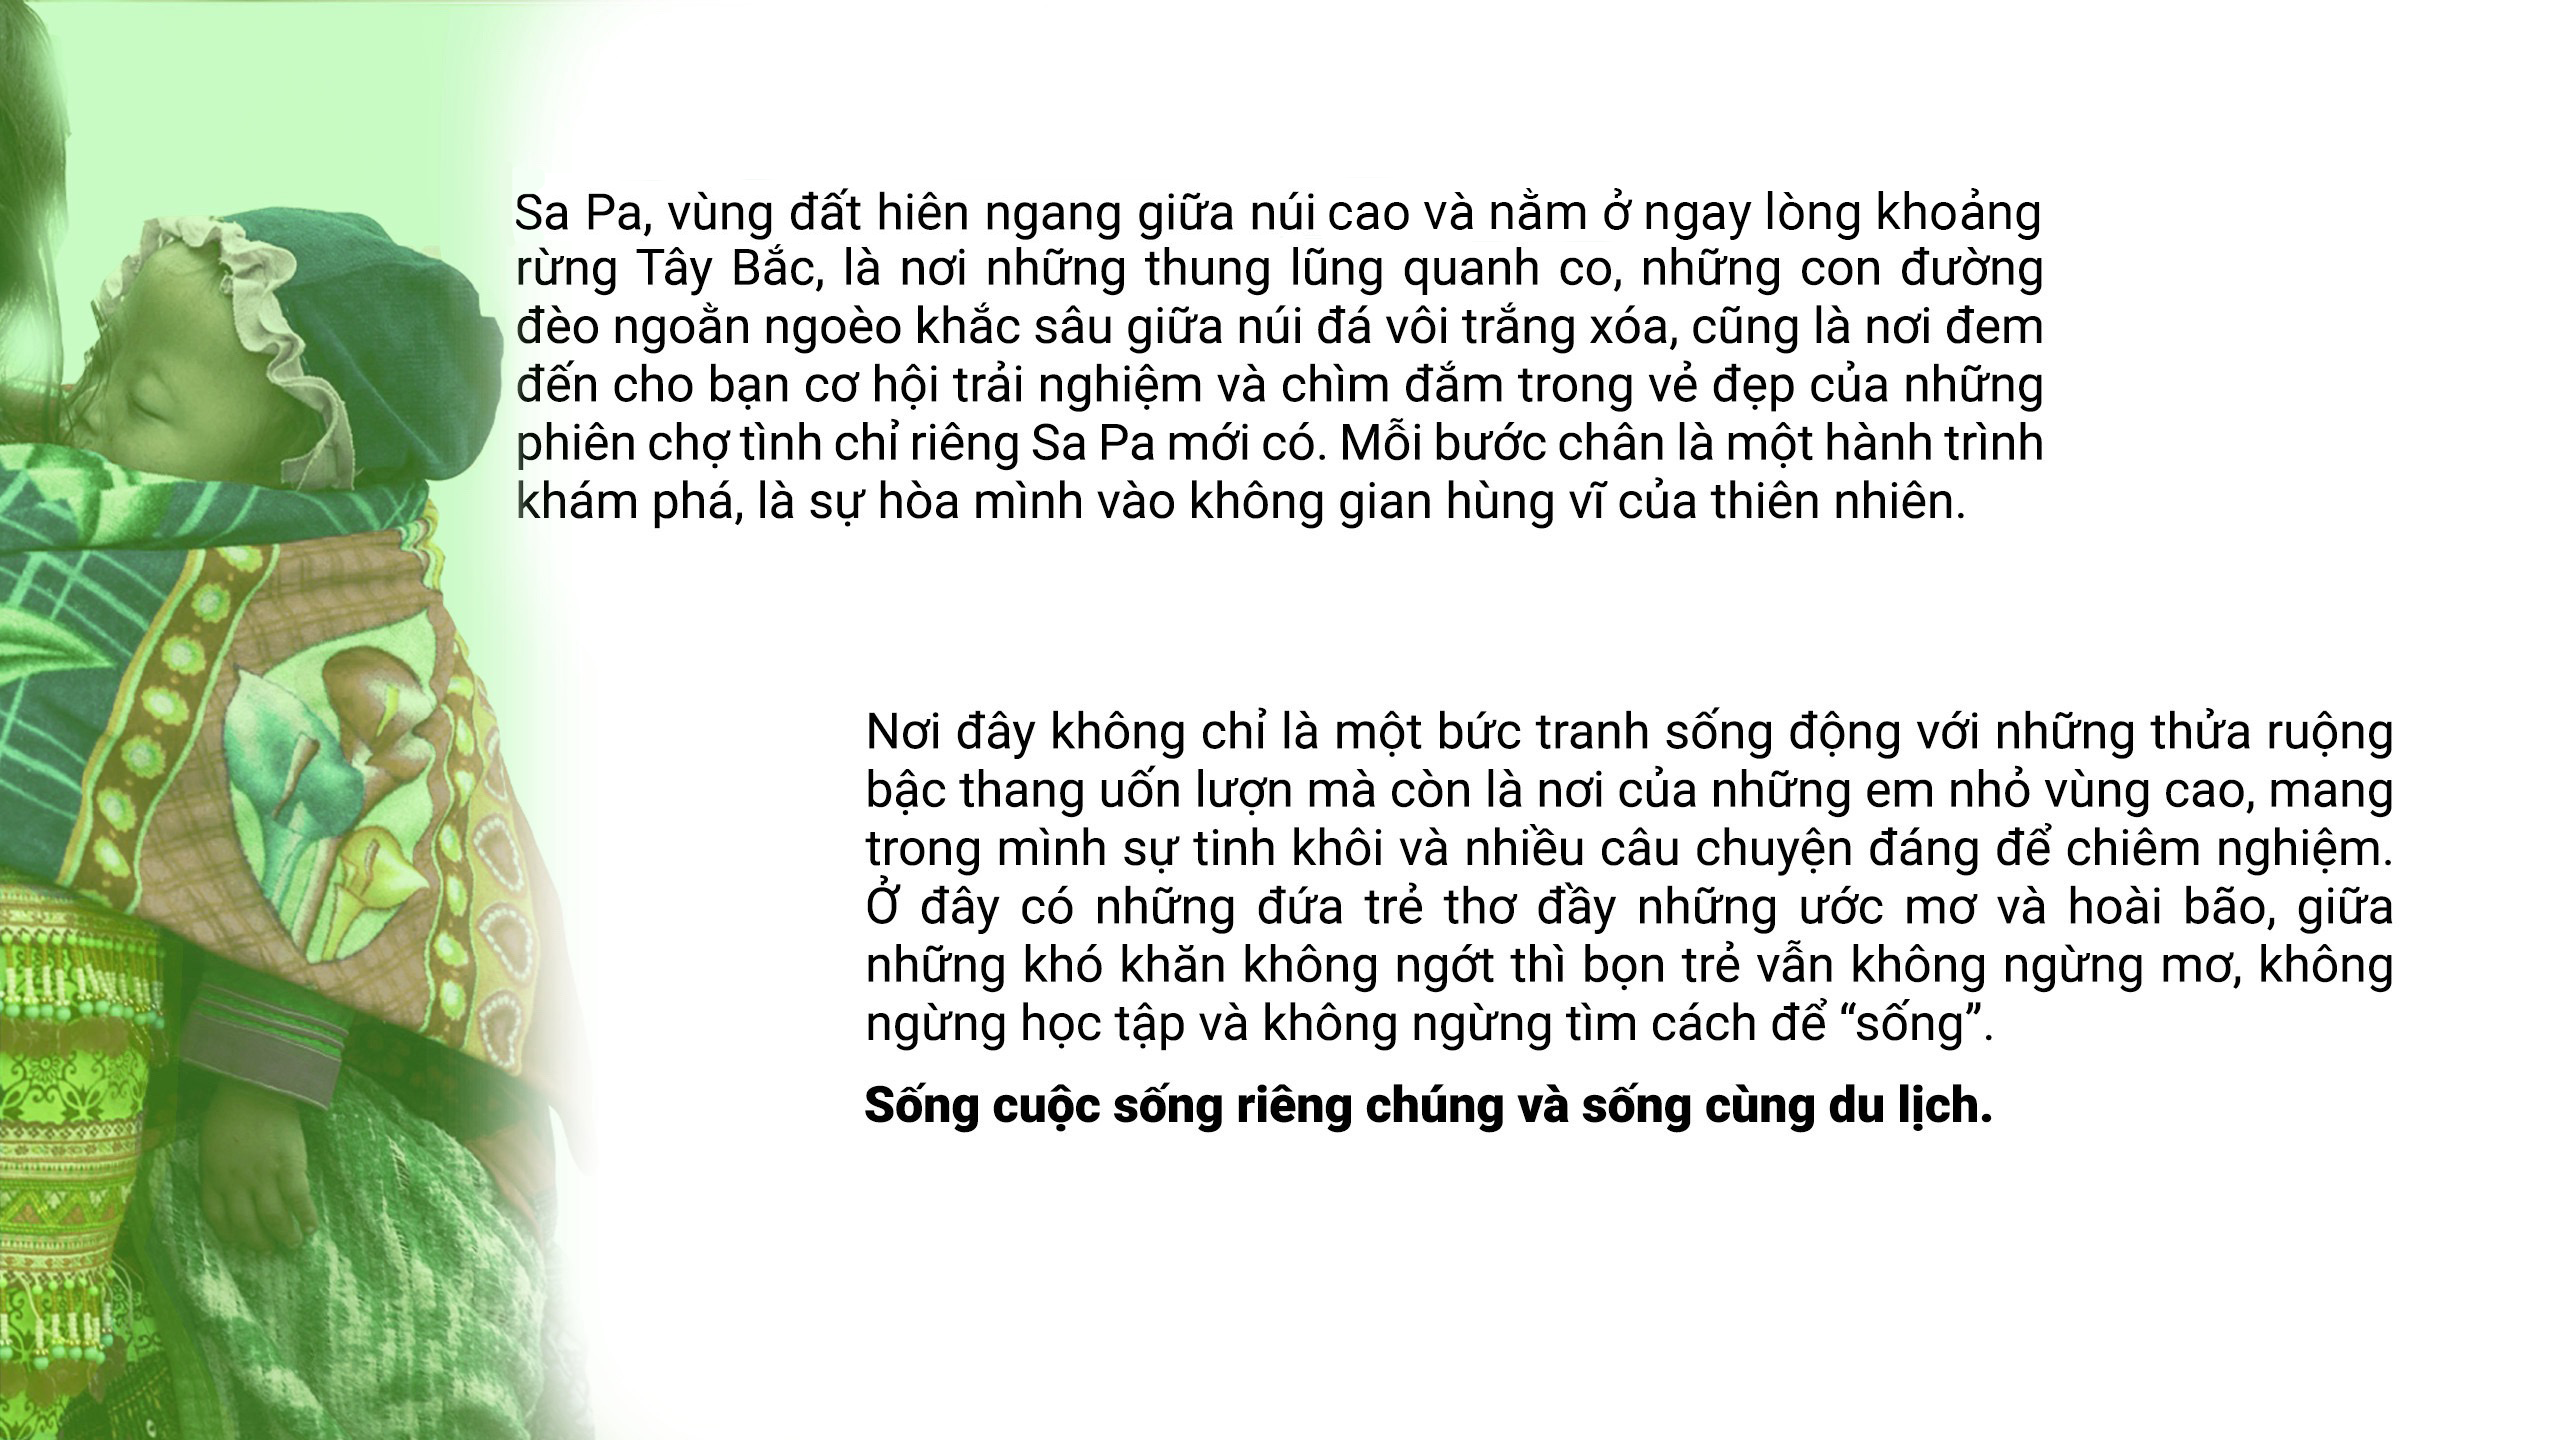 Sa Pa, vùng đất hiên ngang giữa núi cao và nằm ở ngay lòng khoảng
rừng Tây Bắc, là nơi những thung lũng quanh co, những con đường
đèo ngoằn ngoèo khắc sâu giữa núi đá vôi trắng xóa, cũng là nơi đem
đến cho bạn cơ hội trải nghiệm và chìm đắm trong vẻ đẹp của những
phiên chợ tình chỉ riêng Sa Pa mới có. Mỗi bước chân là một hành trình
khám phá, là sự hòa mình vào không gian hùng vĩ của thiên nhiên.
Nơi đây không chỉ là một bức tranh sống động với những thửa ruộng
bậc thang uốn lượn mà còn là nơi của những em nhỏ vùng cao, mang
trong mình sự tinh khôi và nhiều câu chuyện đáng để chiêm nghiệm.
Ở đây có những đứa trẻ thơ đầy những ước mơ và hoài bão, giữa
những khó khăn không ngớt thì bọn trẻ vẫn không ngừng mơ, không
ngừng học tập và không ngừng tìm cách để “sống”.
Sống cuộc sống riêng chúng và sống cùng du lịch.